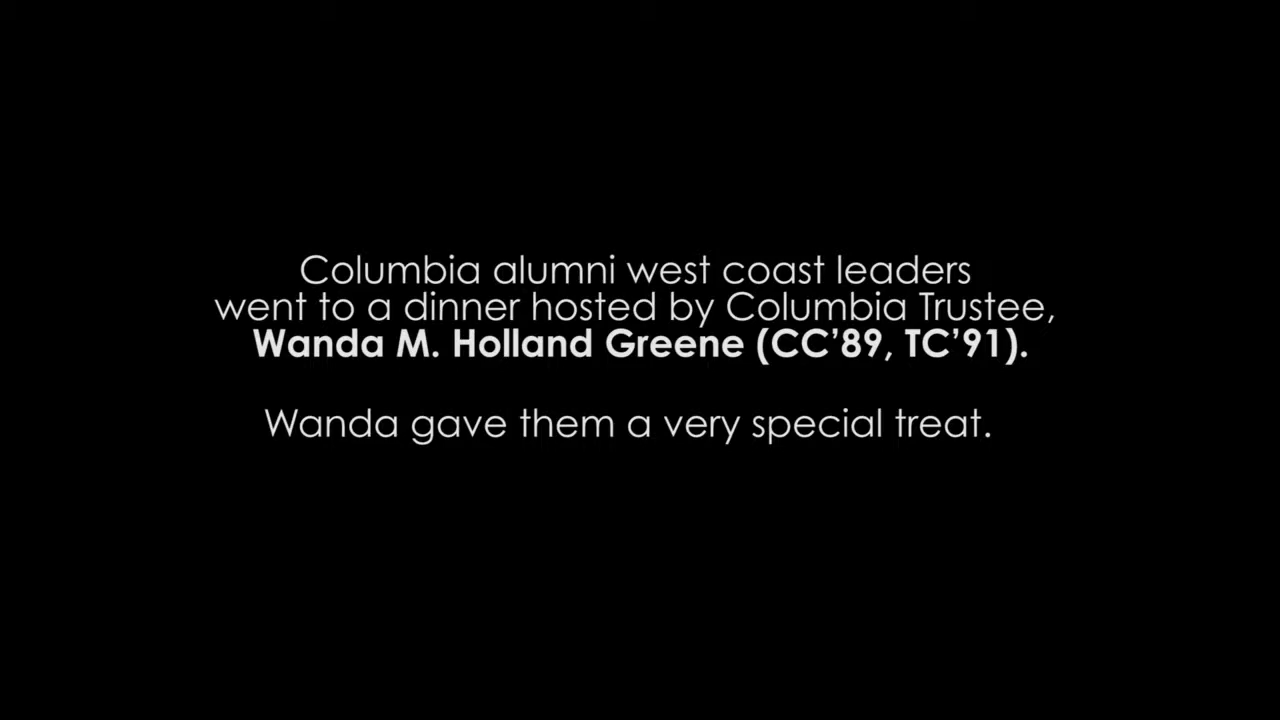 Columbia alumni west coast leaders
went to a dinner hosted by Columbia Trustee,
Wanda M. Holland Greene (CC’89, TC’91).
Wanda gave them a very special treat.